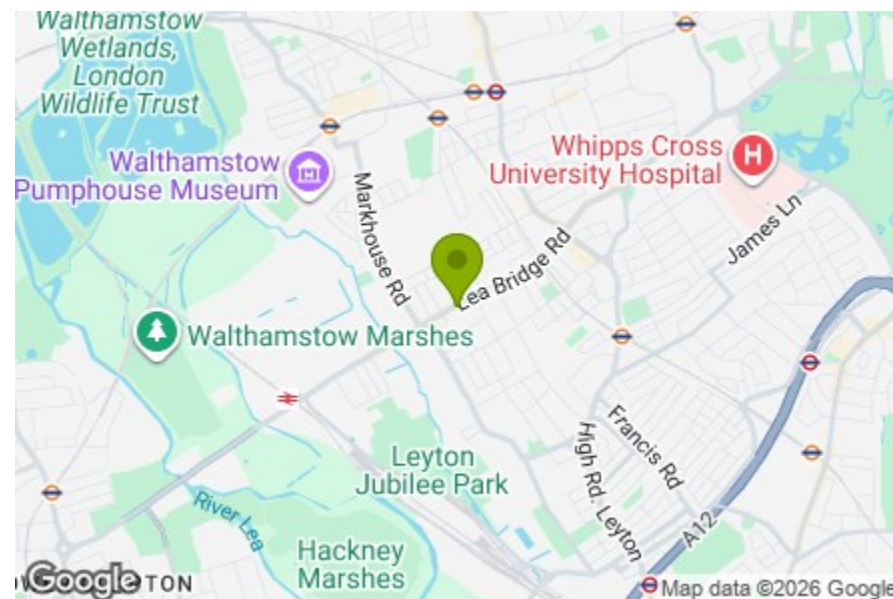 Walthamstow
Wetlands,
London
Wildlife Trust
Walthamstow
Pumphouse Museum
Whipps Cross
University Hospital
H
James Ln
Markhouse Rd
Lea Bridge Rd
Walthamstow Marshes
Francis Rd
High Rd. Leyton
Leyton
Jubilee Park
River Lea
A12
Hackney
Marshes
Google
PTON
Map data ©2026 Google